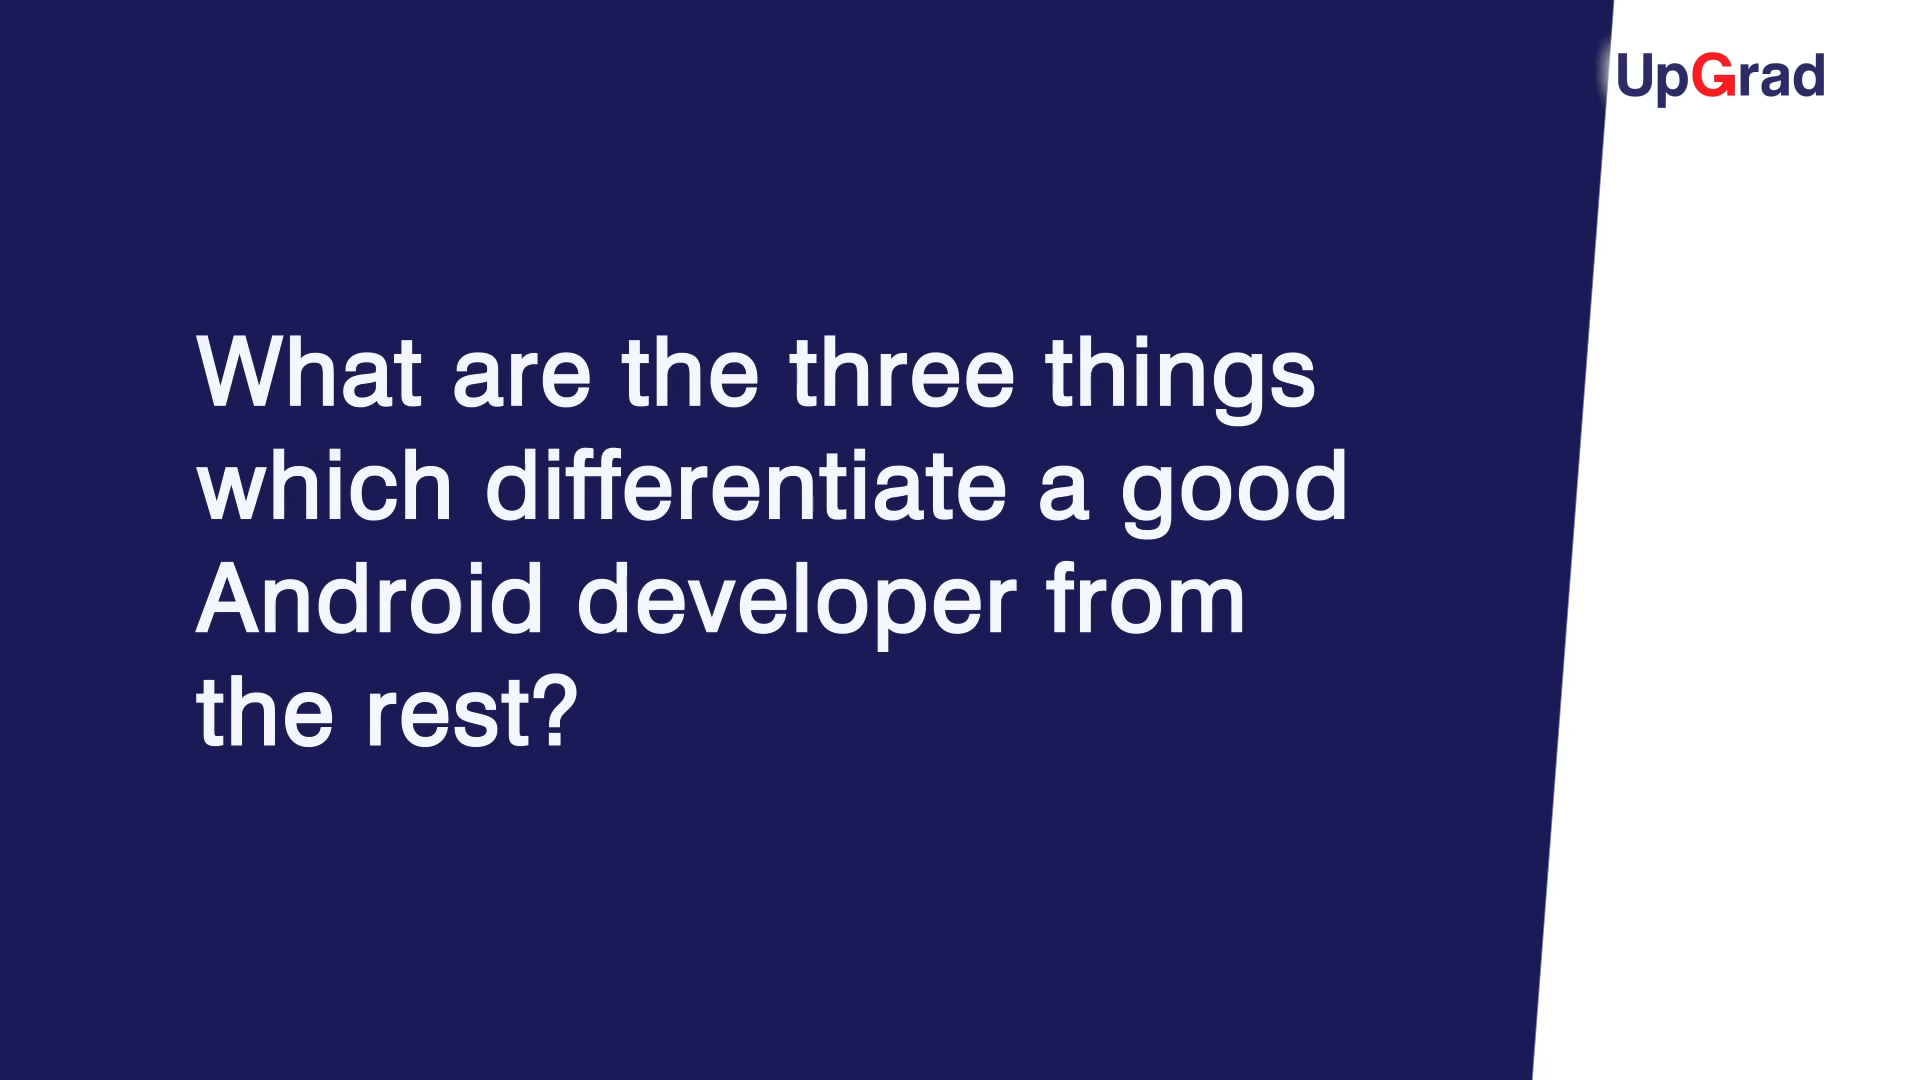 UpGrad
What are the three things
which differentiate a good
Android developer from
the rest?